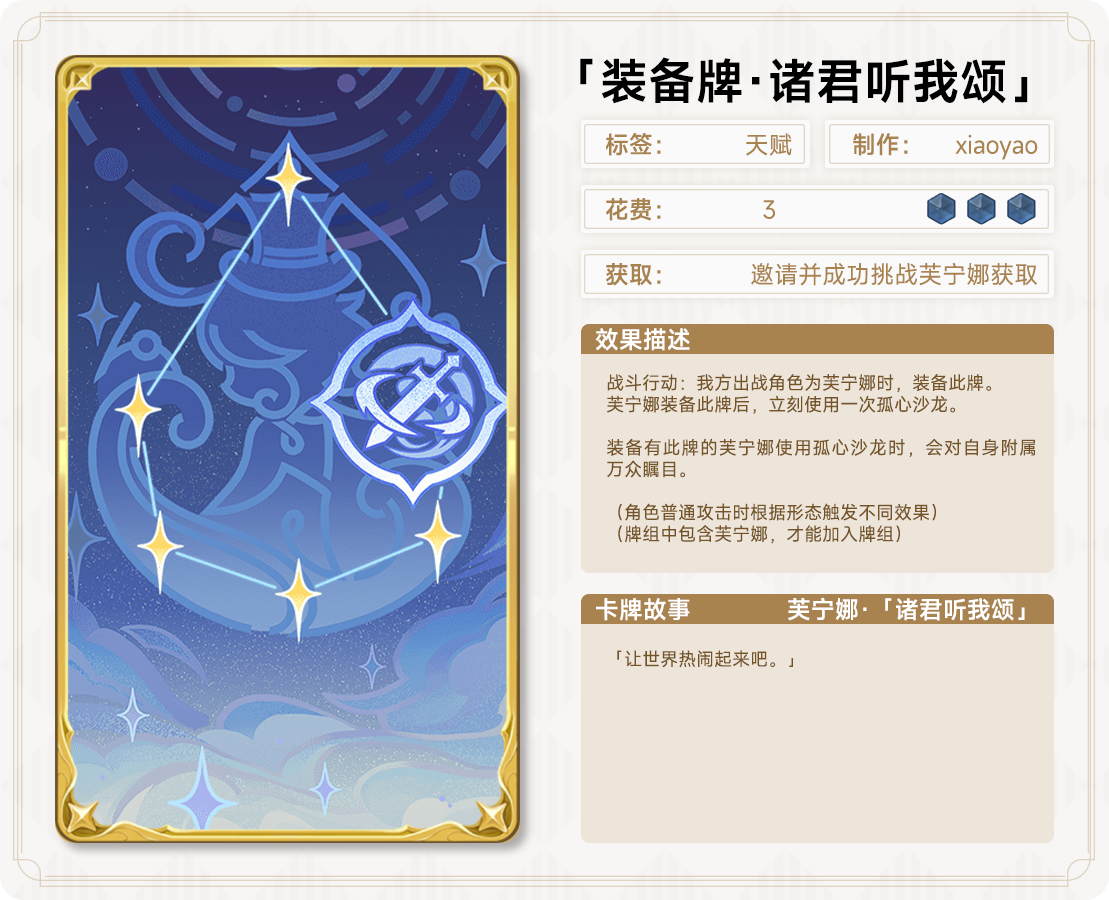 「装备牌·诸君听我颂」
标签： 天赋
制作： xiaoyao
花费： 3
获取： 邀请并成功挑战芙宁娜获取
效果描述
战斗行动：我方出战角色为芙宁娜时，装备此牌。
芙宁娜装备此牌后，立刻使用一次孤心沙龙。
装备有此牌的芙宁娜使用孤心沙龙时，会对自身附属
万众瞩目。
（角色普通攻击时根据形态触发不同效果）
（牌组中包含芙宁娜，才能加入牌组）
卡牌故事 芙宁娜·「诸君听我颂」
「让世界热闹起来吧。」